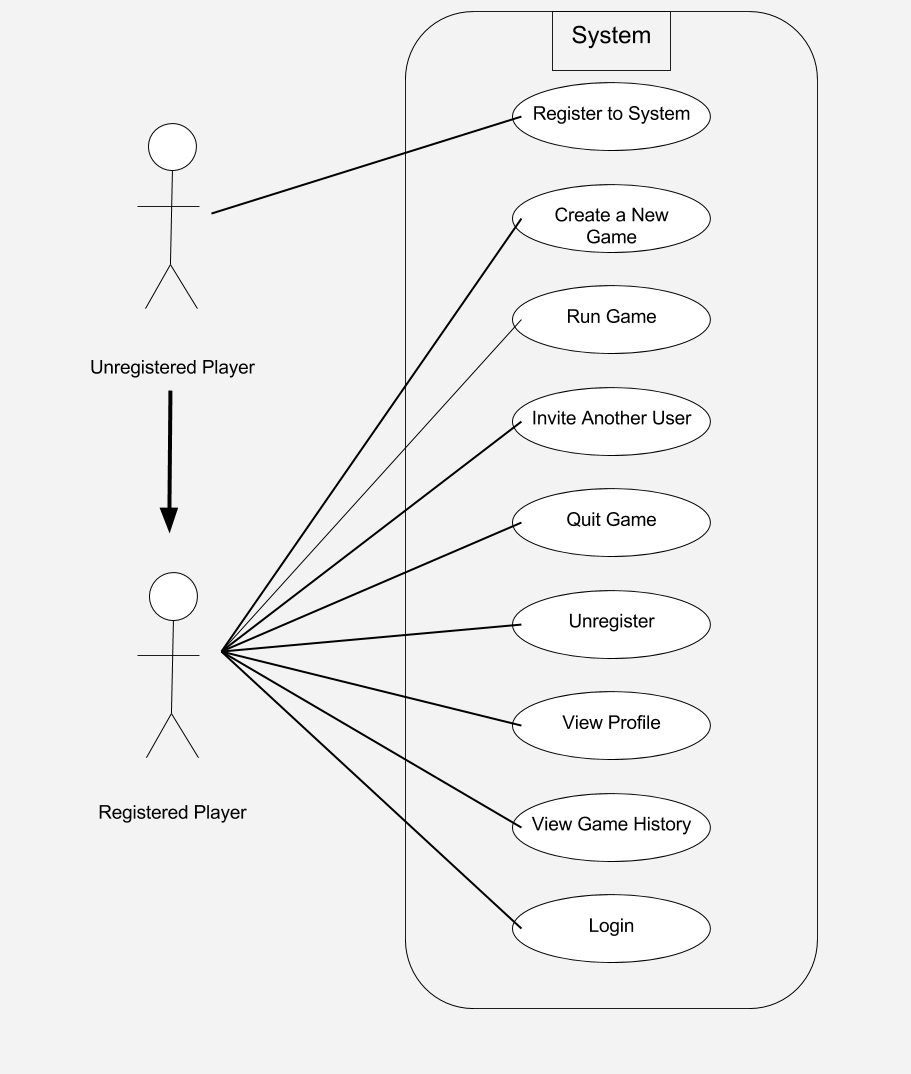 System
Register to System
Create a New
Game
Run Game
Invite Another User
Quit Game
Unregister
View Profile
View Game History
Login
Unregistered Player
Registered Player